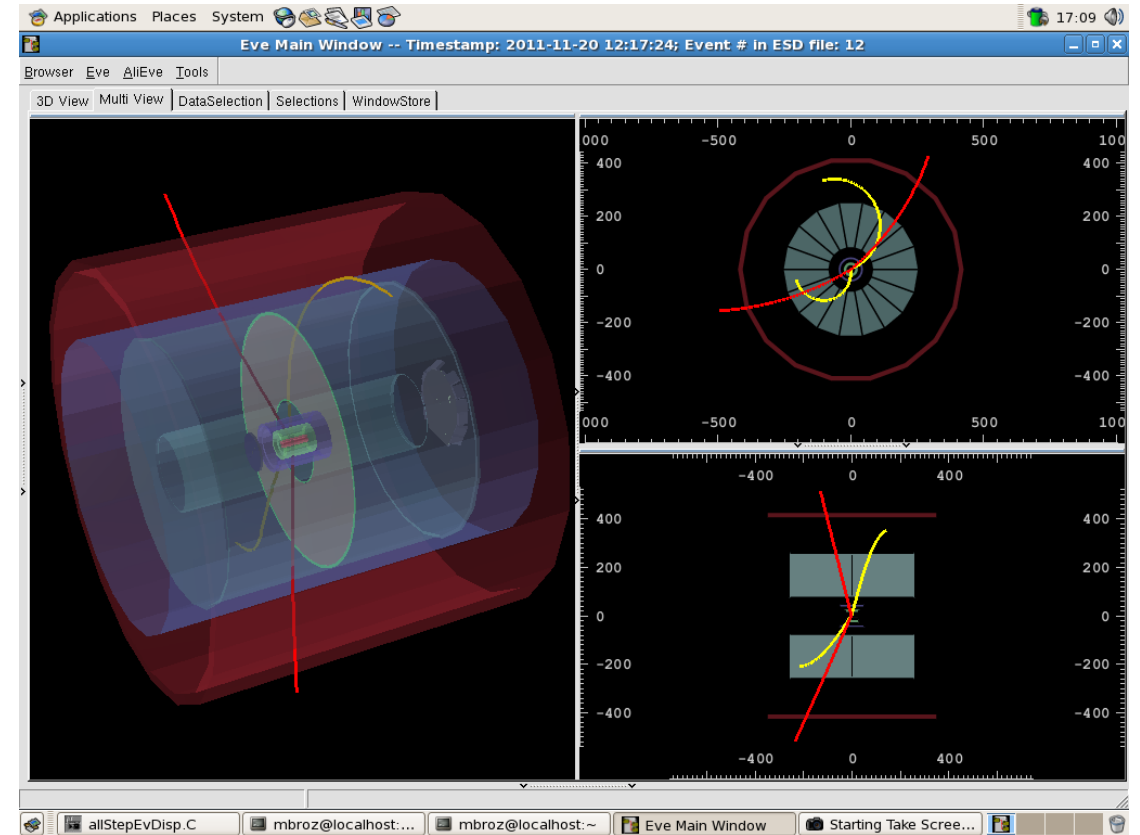 Applications Places System 17:09
Eve Main Window -- Timestamp: 2011-11-20 12:17:24; Event # in ESD file: 12
Browser Eve AliEve Tools
3D View Multi View DataSelection Selections WindowStore
000 -500 0 500 100
400 400
200 200
0 0
-200 -200
-400 -400
000 -500 0 500 100
-400 0 400
400 400
200 200
0 0
-200 -200
-400 -400
-400 0 400
allStepEvDisp.C mbroz@localhost:... mbroz@localhost:~ Eve Main Window Starting Take Scree...